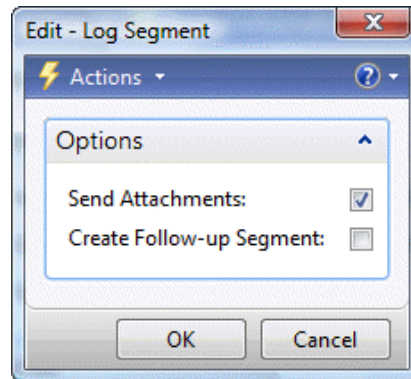 Edit - Log Segment
Actions
Options
Send Attachments:
Create Follow-up Segment:
OK Cancel